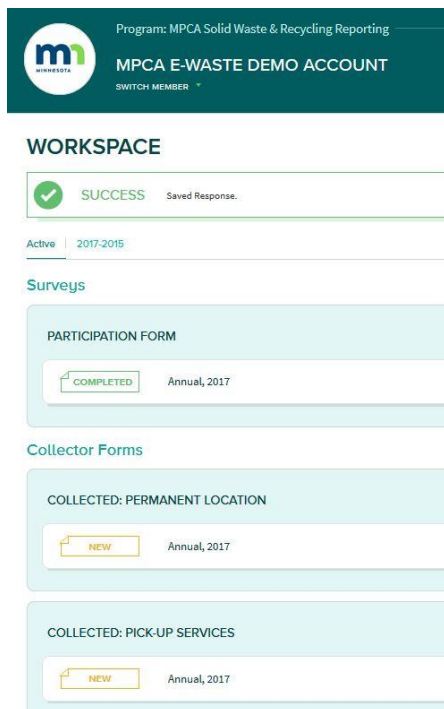 Program: MPCA Solid Waste & Recycling Reporting
MINNESOTA
MPCA E-WASTE DEMO ACCOUNT
SWITCH MEMBER
WORKSPACE
SUCCESS Saved Response.
Active 2017-2015
Surveys
PARTICIPATION FORM
COMPLETED Annual, 2017
Collector Forms
COLLECTED: PERMANENT LOCATION
NEW Annual, 2017
COLLECTED: PICK-UP SERVICES
NEW Annual, 2017